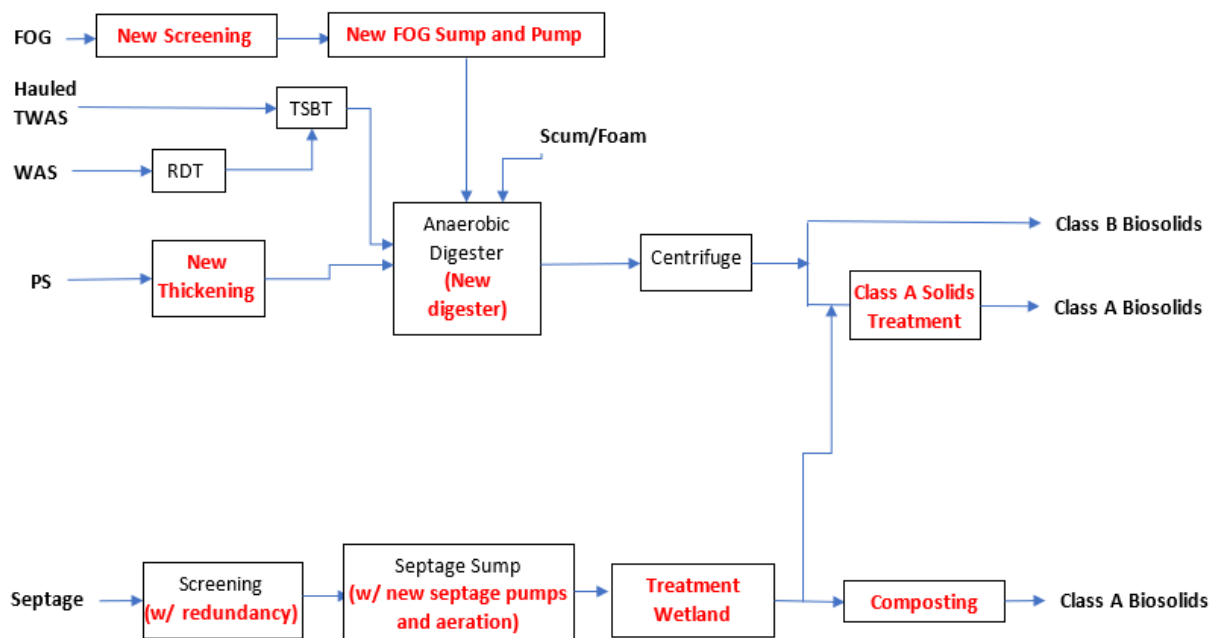 FOG
New Screening
New FOG Sump and Pump
Hauled
TWAS
TSBT
Scum/Foam
WAS
RDT
Anaerobic
Digester
(New
digester)
Centrifuge
Class B Biosolids
PS
New
Thickening
Class A Solids
Treatment
Class A Biosolids
Septage
Screening
(w/ redundancy)
Septage Sump
(w/ new septage pumps
and aeration)
Treatment
Wetland
Composting
Class A Biosolids